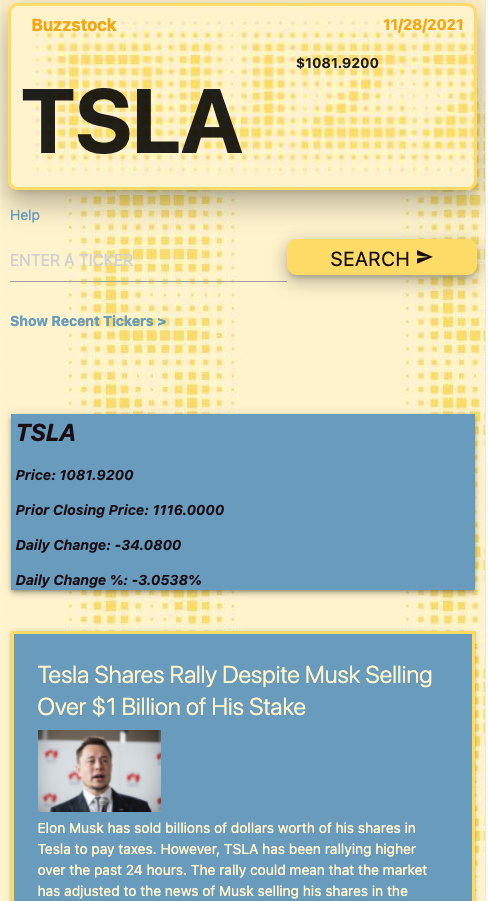 Buzzstock 11/28/2021
$1081.9200
TSLA
Help
ENTER A TICKER
SEARCH
Show Recent Tickers >
TSLA
Price: 1081.9200
Prior Closing Price: 1116.0000
Daily Change: -34.0800
Daily Change %: -3.0538%
Tesla Shares Rally Despite Musk Selling
Over $1 Billion of His Stake
Elon Musk has sold billions of dollars worth of his shares in
Tesla to pay taxes. However, TSLA has been rallying higher
over the past 24 hours. The rally could mean that the market
has adjusted to the news of Musk selling his shares in the